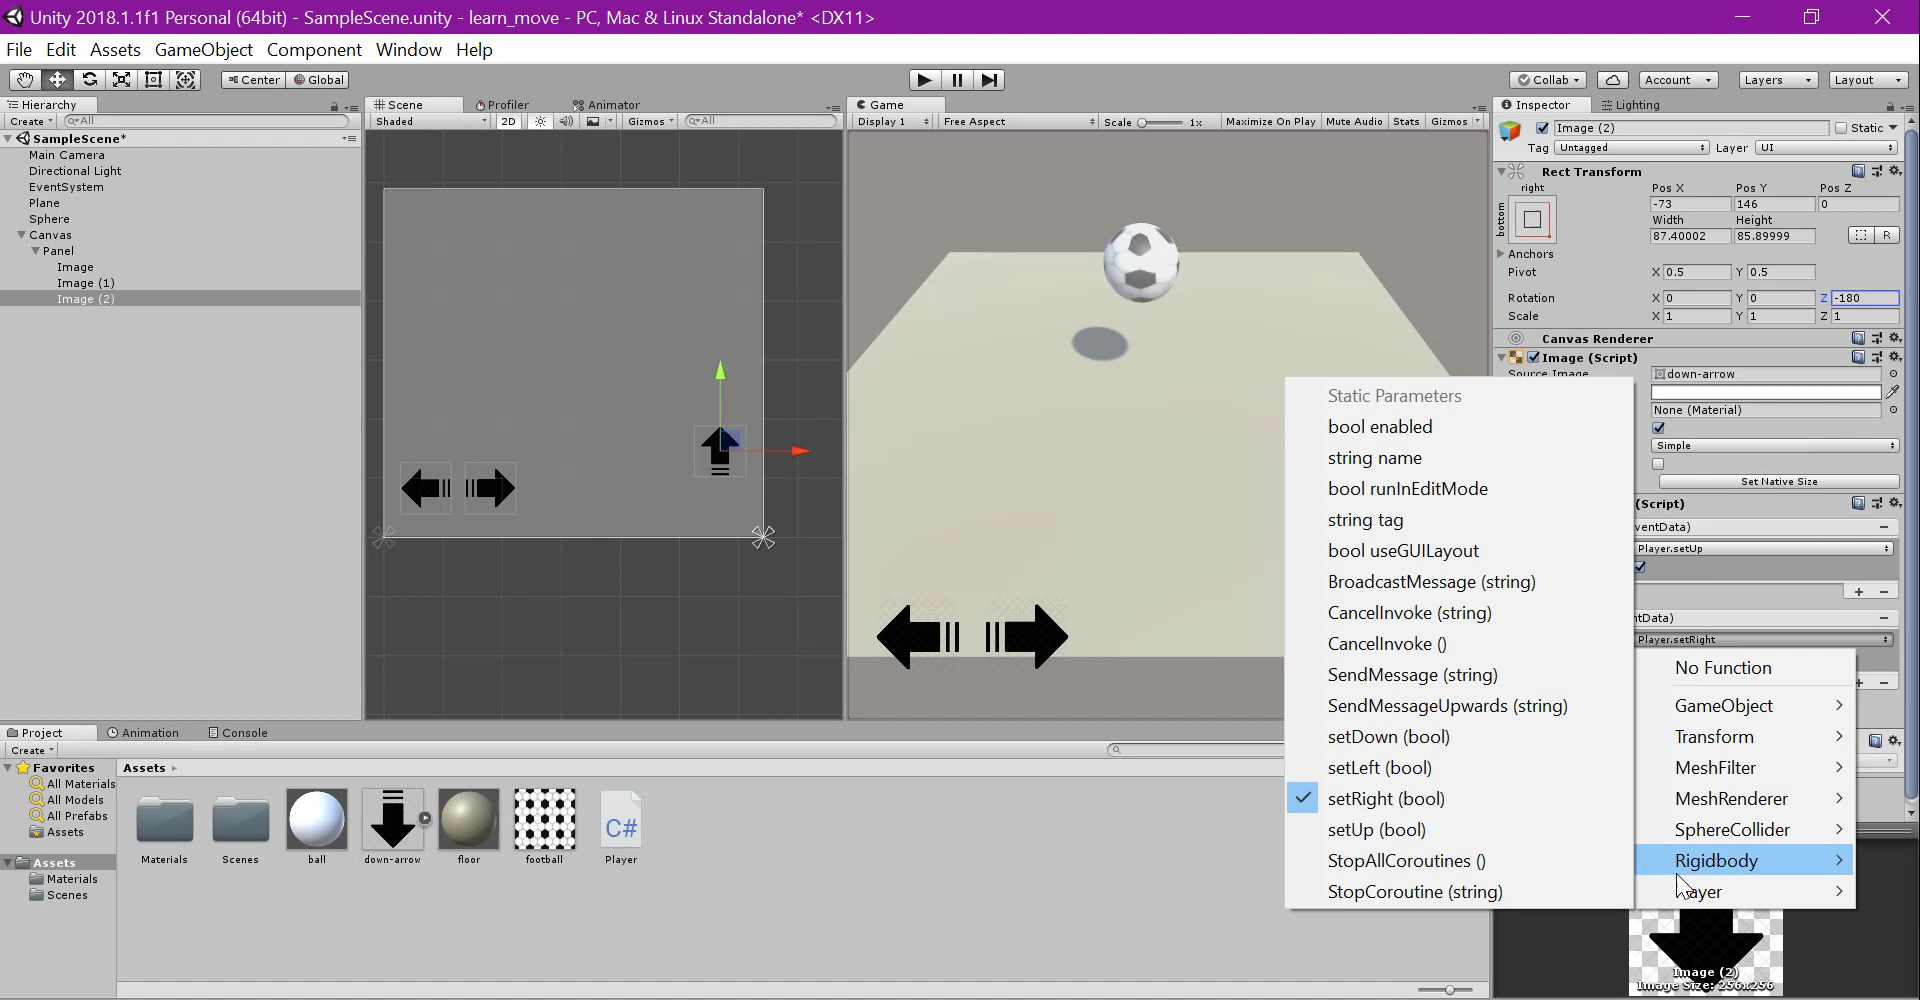 Unity 2018.1.1f1 Personal (64bit) - SampleScene.unity - learn_move - PC, Mac & Linux Standalone* <DX11>
File Edit Assets GameObject Component Window Help
Center Global
Collab Account Layers Layout
Hierarchy
Create All
SampleScene*
Main Camera
Directional Light
EventSystem
Plane
Sphere
Canvas
Panel
Image
Image (1)
Image (2)
Scene Profiler Animator
Shaded 2D Gizmos All
Game
Display 1 Free Aspect Scale 1x Maximize On Play Mute Audio Stats Gizmos
Inspector Lighting
Image (2) Static
Tag Untagged Layer UI
Rect Transform
right
bottom
Pos X Pos Y Pos Z
-73 146 0
Width Height
87.40002 85.89999 R
Anchors
Pivot X 0.5 Y 0.5
Rotation X 0 Y 0 Z -180
Scale X 1 Y 1 Z 1
Canvas Renderer
Image (Script)
Source Image down-arrow
None (Material)
Simple
Set Native Size
(Script)
ventData)
Player.setUp
ntData)
Player.setRight
Static Parameters
bool enabled
string name
bool runInEditMode
string tag
bool useGUILayout
BroadcastMessage (string)
CancelInvoke (string)
CancelInvoke ()
SendMessage (string)
SendMessageUpwards (string)
setDown (bool)
setLeft (bool)
setRight (bool)
setUp (bool)
StopAllCoroutines ()
StopCoroutine (string)
No Function
GameObject
Transform
MeshFilter
MeshRenderer
SphereCollider
Rigidbody
Player
Project Animation Console
Create
Favorites
All Materials
All Models
All Prefabs
Assets
Assets
Materials
Scenes
Assets
Materials Scenes ball down-arrow floor football Player
C#
Image (2)
Image Size: 256x256